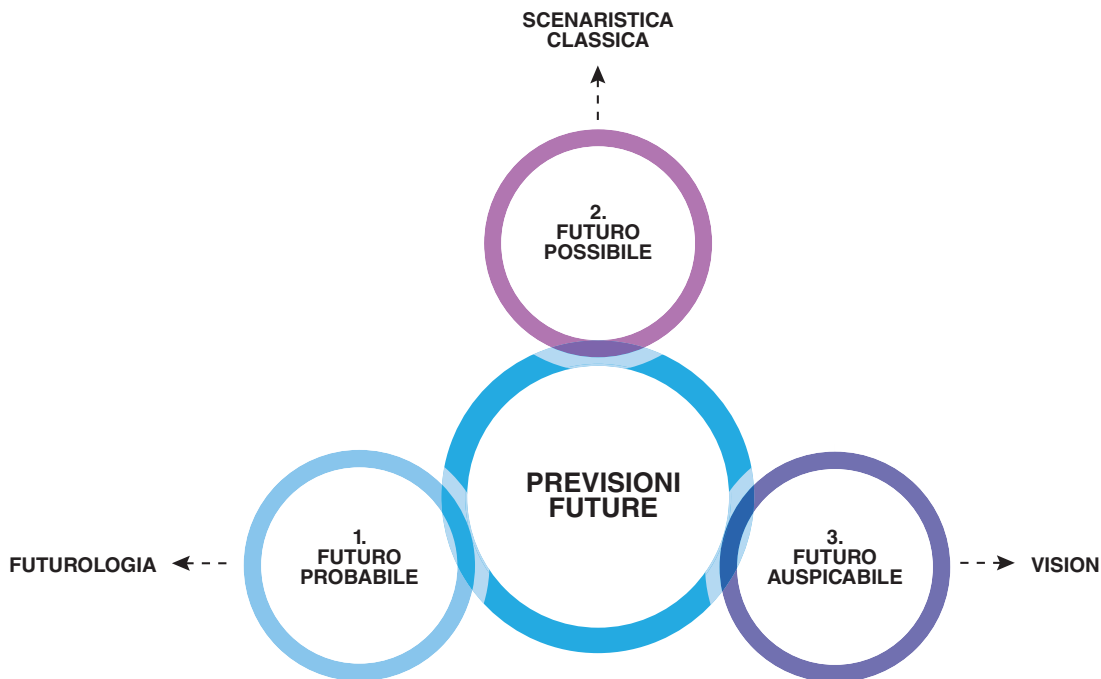 SCENARISTICA
CLASSICA
2.
FUTURO
POSSIBILE
PREVISIONI
FUTURE
FUTUROLOGIA
1.
FUTURO
PROBABILE
3.
FUTURO
AUSPICABILE
VISION